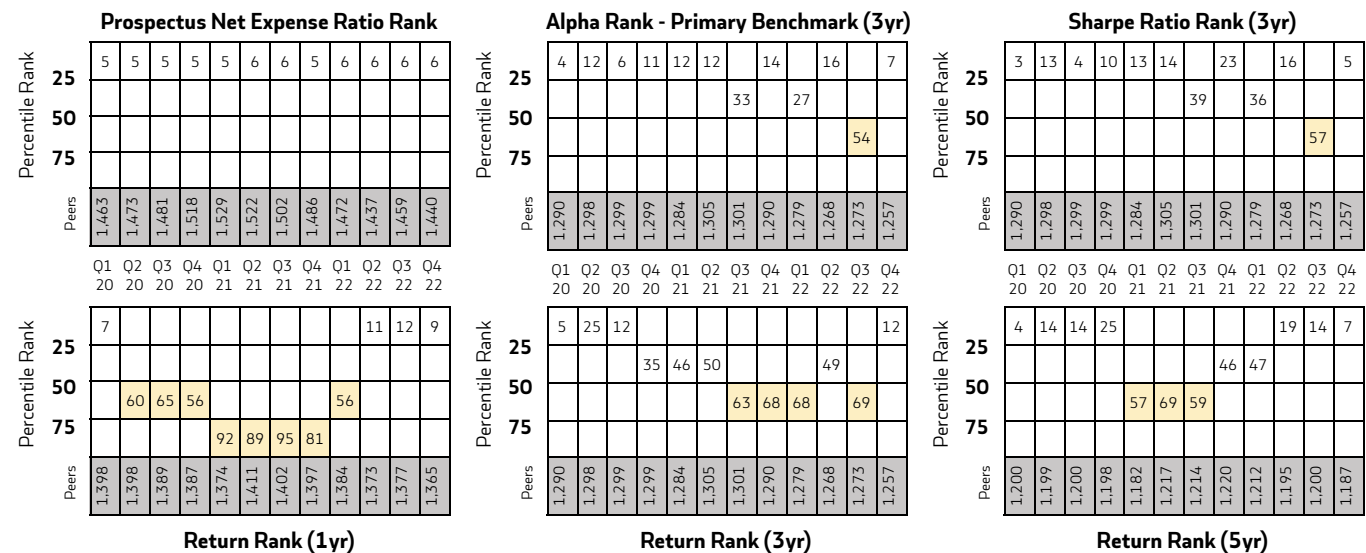 Prospectus Net Expense Ratio Rank
Percentile Rank
25
50
75
5 5 5 5 5 6 6 5 6 6 6 6
Peers
1,463 1,473 1,481 1,518 1,529 1,522 1,502 1,486 1,472 1,437 1,459 1,440
Alpha Rank - Primary Benchmark (3yr)
Percentile Rank
25
50
75
4 12 6 11 12 12 14 16 7
33 27
54
Peers
1,290 1,298 1,299 1,299 1,284 1,305 1,301 1,290 1,279 1,268 1,273 1,257
Sharpe Ratio Rank (3yr)
Percentile Rank
25
50
75
3 13 4 10 13 14 23 16 5
39 36
57
Peers
1,290 1,298 1,299 1,299 1,284 1,305 1,301 1,290 1,279 1,268 1,273 1,257
Q1 Q2 Q3 Q4 Q1 Q2 Q3 Q4 Q1 Q2 Q3 Q4
20 20 20 20 21 21 21 21 22 22 22 22
Q1 Q2 Q3 Q4 Q1 Q2 Q3 Q4 Q1 Q2 Q3 Q4
20 20 20 20 21 21 21 21 22 22 22 22
Q1 Q2 Q3 Q4 Q1 Q2 Q3 Q4 Q1 Q2 Q3 Q4
20 20 20 20 21 21 21 21 22 22 22 22
Percentile Rank
25
50
75
7 11 12 9
60 65 56 56
92 89 95 81
Peers
1,398 1,398 1,389 1,387 1,374 1,411 1,402 1,397 1,384 1,373 1,377 1,365
Return Rank (1yr)
Percentile Rank
25
50
75
5 25 12 12
35 46 50 49
63 68 68 69
Peers
1,290 1,298 1,299 1,299 1,284 1,305 1,301 1,290 1,279 1,268 1,273 1,257
Return Rank (3yr)
Percentile Rank
25
50
75
4 14 14 25 19 14 7
46 47
57 69 59
Peers
1,200 1,199 1,200 1,198 1,182 1,217 1,214 1,220 1,212 1,195 1,200 1,187
Return Rank (5yr)